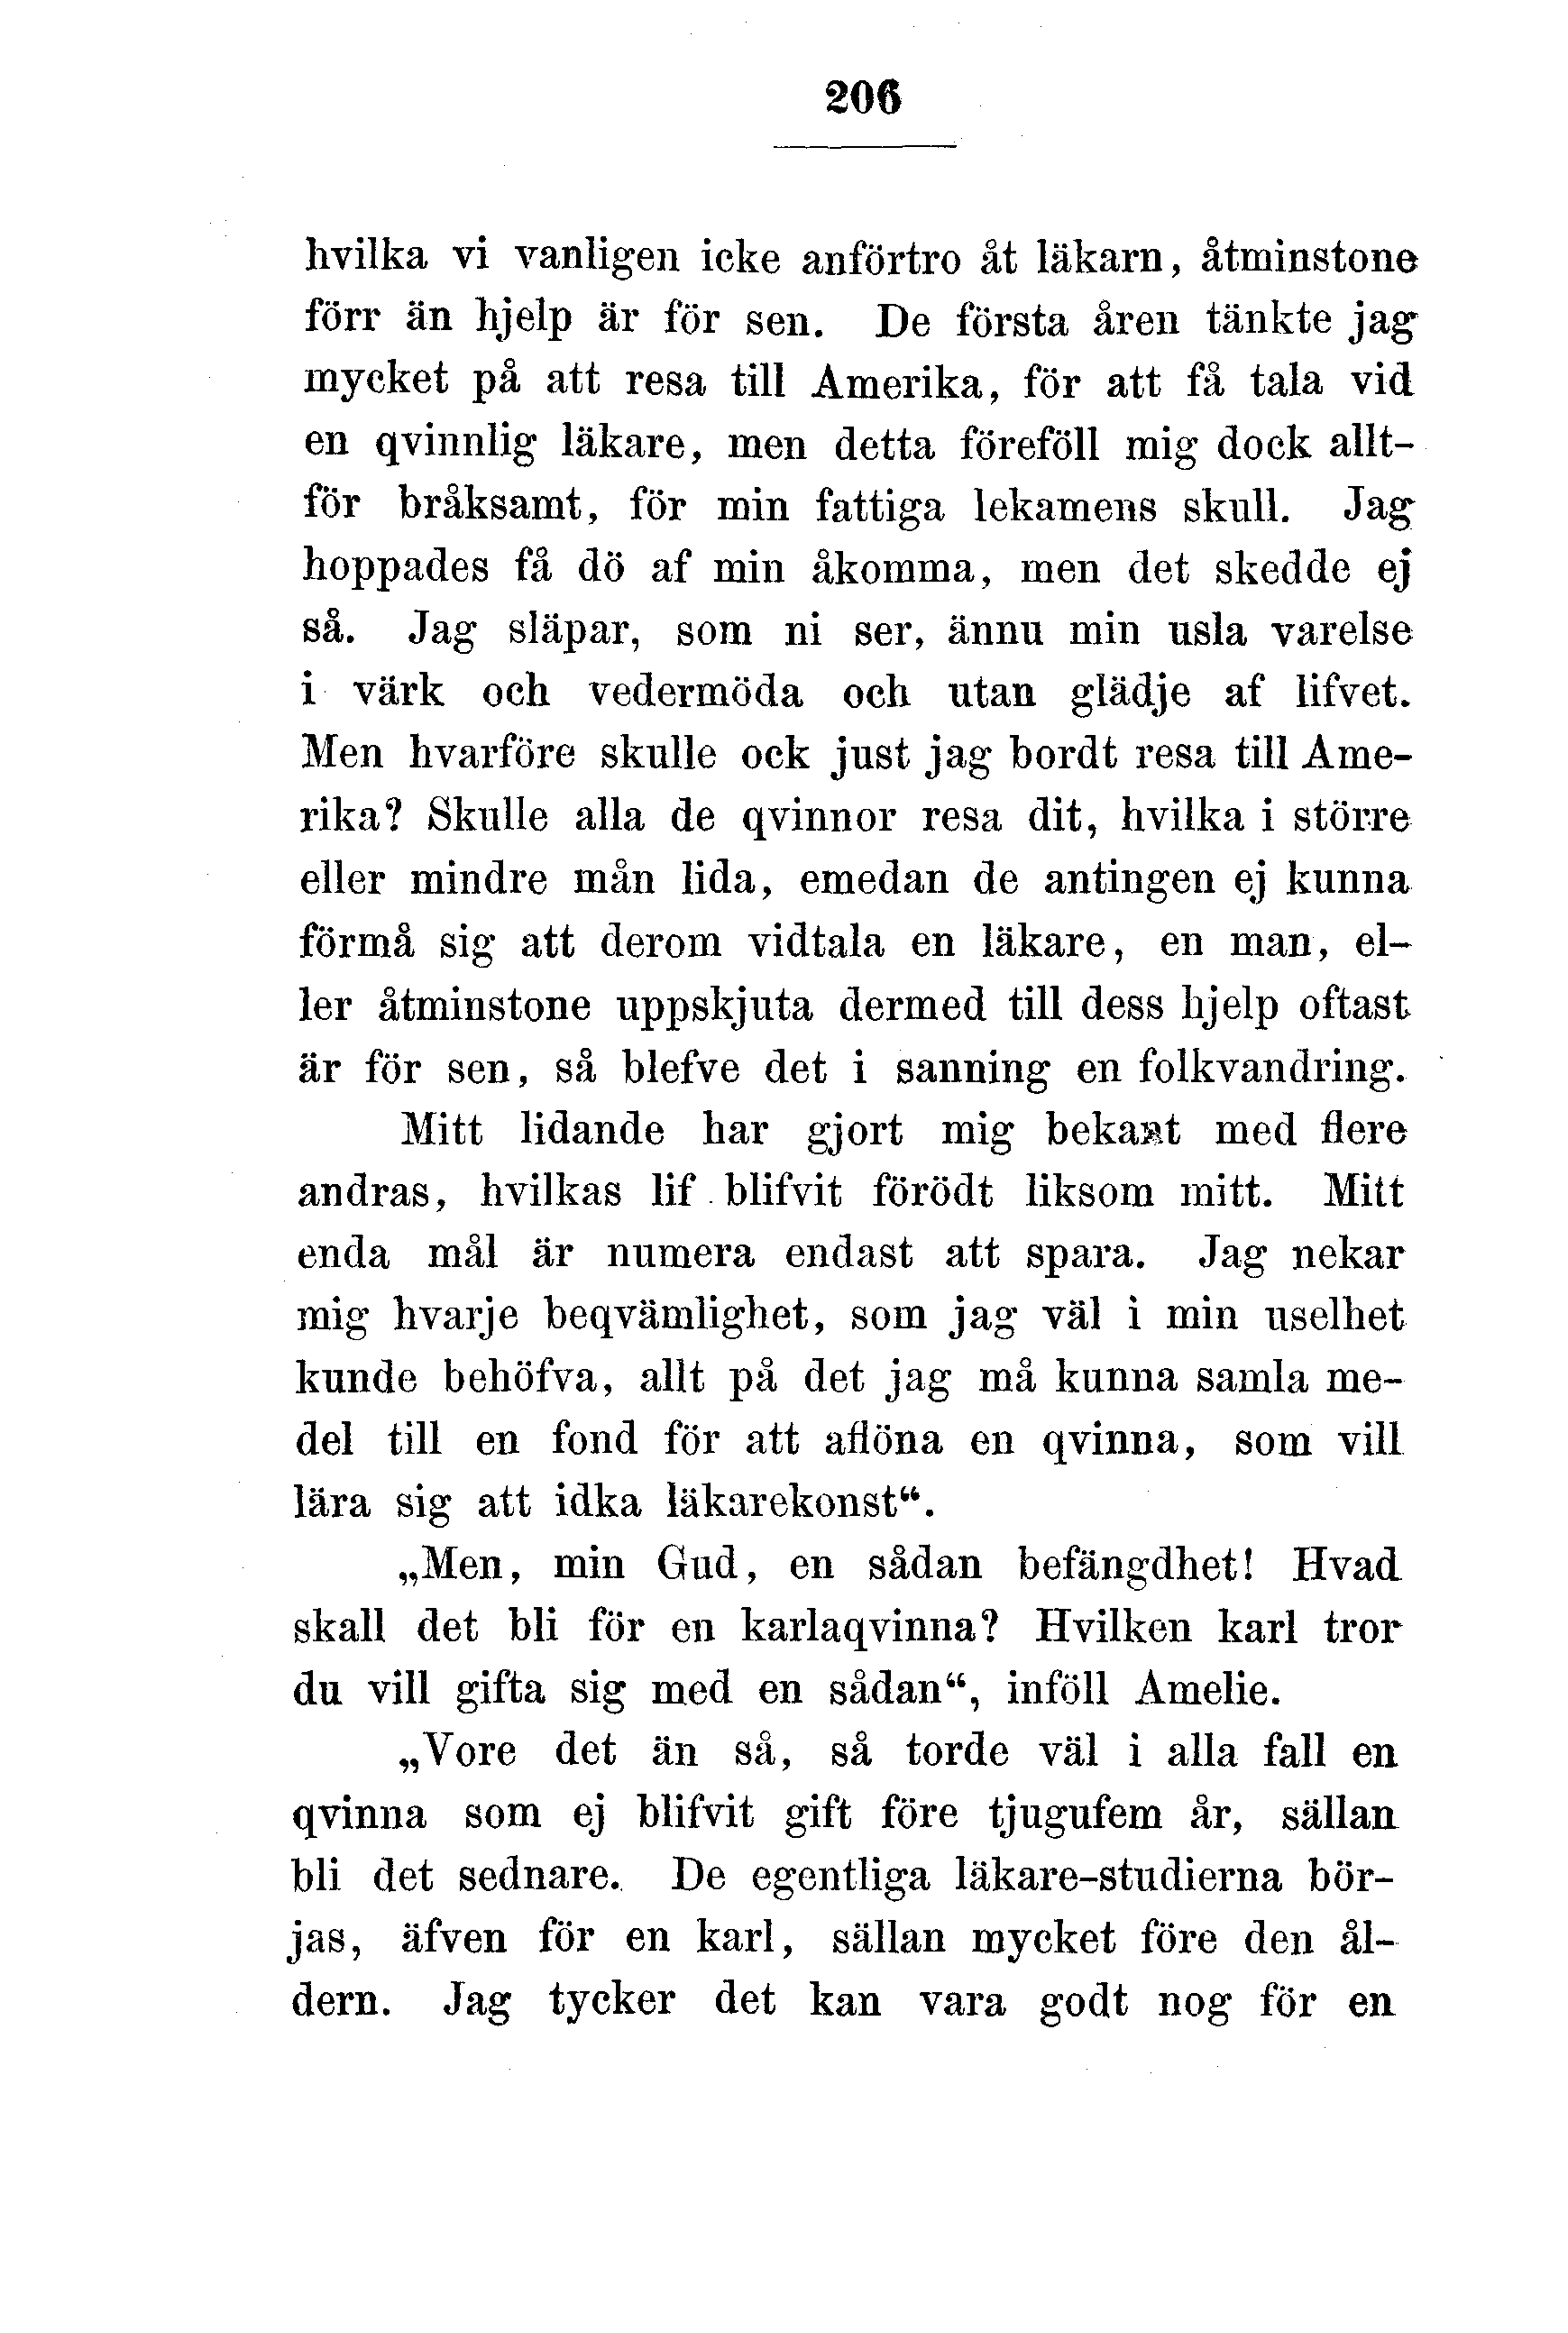 206
hvilka vi vanligen icke anförtro åt läkarn, åtminstone
förr än hjelp är för sen. De första åren tänkte jag
mycket på att resa till Amerika, för att få tala vid
en qvinnlig läkare, men detta föreföll mig dock allt-
för bråksamt, för min fattiga lekamens skull. Jag
hoppades få dö af min åkomma, men det skedde ej
så. Jag släpar, som ni ser, ännu min usla varelse
i värk och vedermöda och utan glädje af lifvet.
Men hvarföre skulle ock just jag bordt resa till Ame-
rika? Skulle alla de qvinnor resa dit, hvilka i större
eller mindre mån lida, emedan de antingen ej kunna
förmå sig att derom vidtala en läkare, en man, el-
ler åtminstone uppskjuta dermed till dess hjelp oftast
är för sen, så blefve det i sanning en folkvandring.
Mitt lidande har gjort mig bekant med flere
andras, hvilkas lif blifvit förödt liksom mitt. Mitt
enda mål är numera endast att spara. Jag nekar
mig hvarje beqvämlighet, som jag väl i min uselhet
kunde behöfva, allt på det jag må kunna samla me-
del till en fond för att aflöna en qvinna, som vill
lära sig att idka läkarekonst“.
„Men, min Gud, en sådan befängdhet! Hvad
skall det bli för en karlaqvinna? Hvilken karl tror
du vill gifta sig med en sådan“, inföll Amelie.
„Vore det än så, så torde väl i alla fall en
qvinna som ej blifvit gift före tjugufem år, sällan
bli det sednare. De egentliga läkare-studierna bör-
jas, äfven för en karl, sällan mycket före den ål-
dern. Jag tycker det kan vara godt nog för en